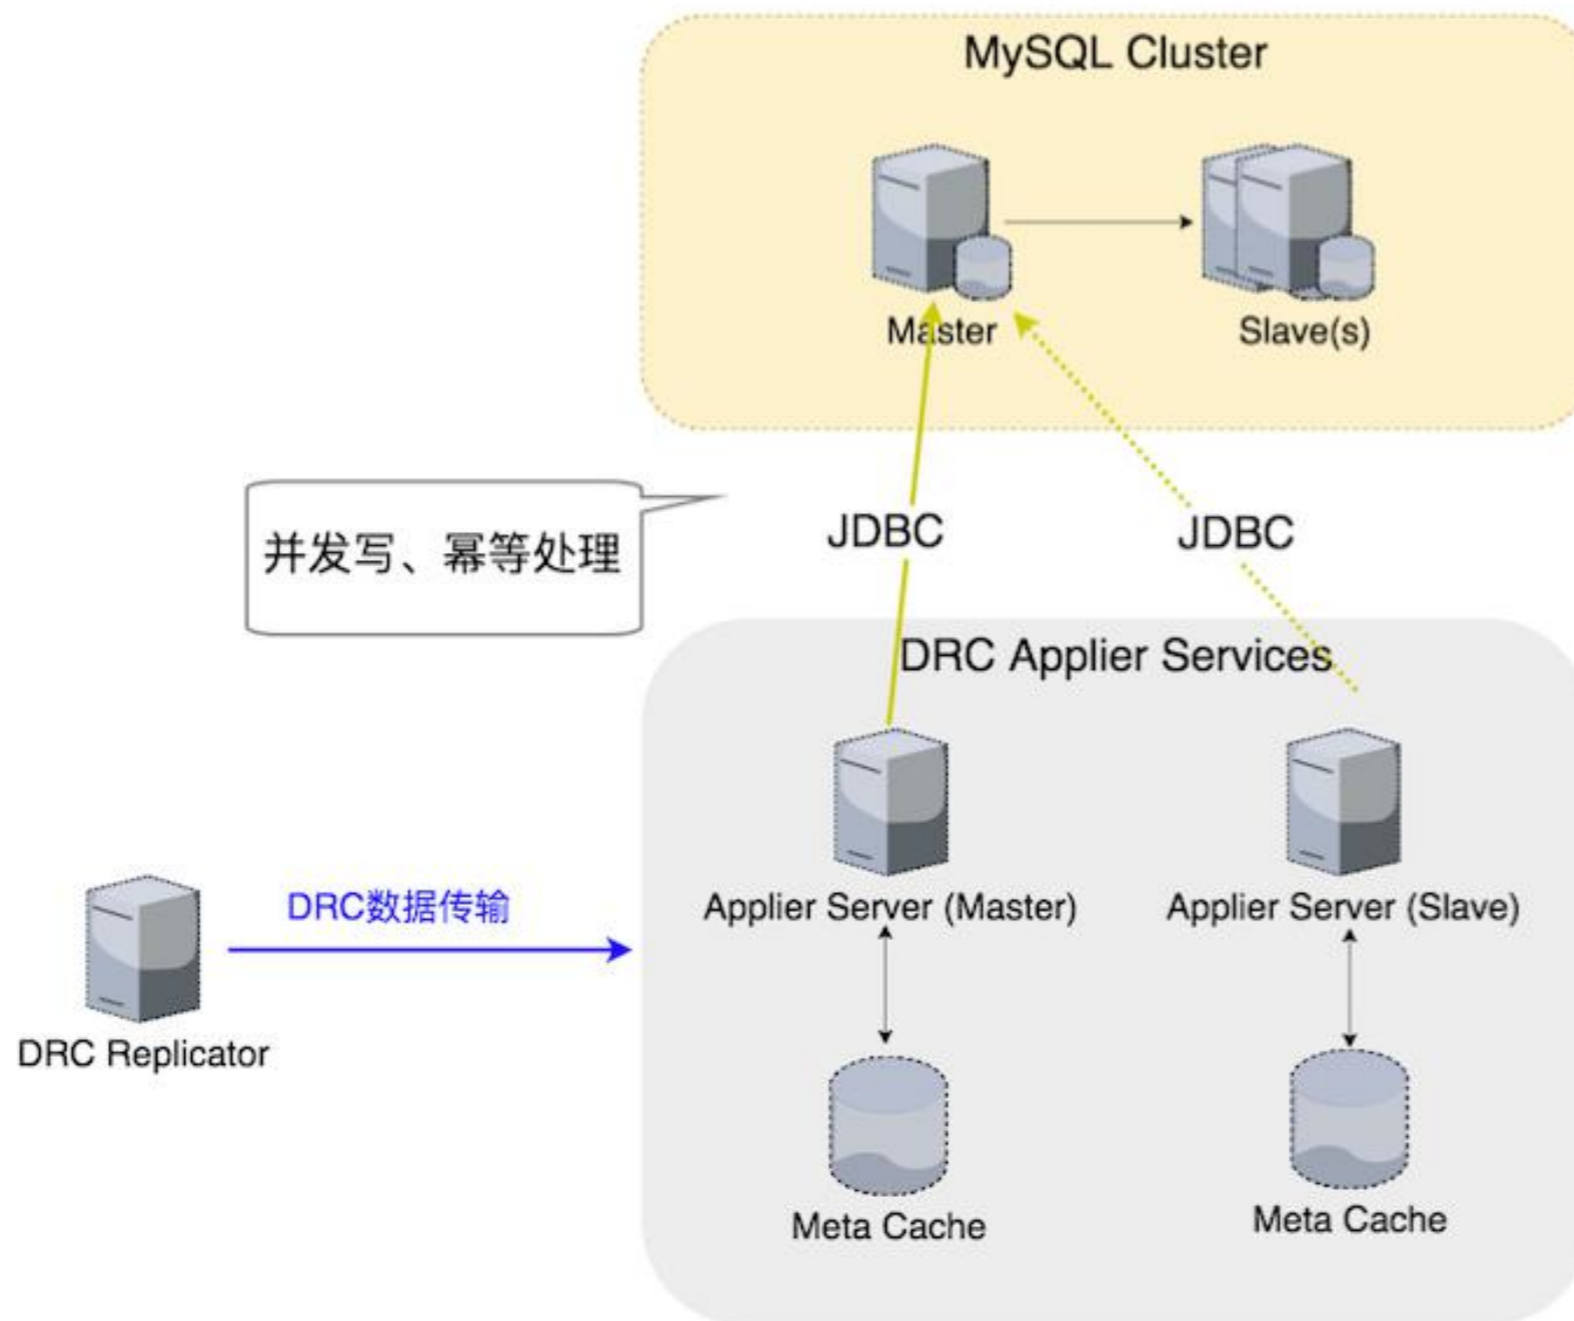 MySQL Cluster
Master
Slave(s)
并发写、幂等处理
JDBC
JDBC
DRC Applier Services
DRC数据传输
DRC Replicator
Applier Server (Master)
Applier Server (Slave)
Meta Cache
Meta Cache